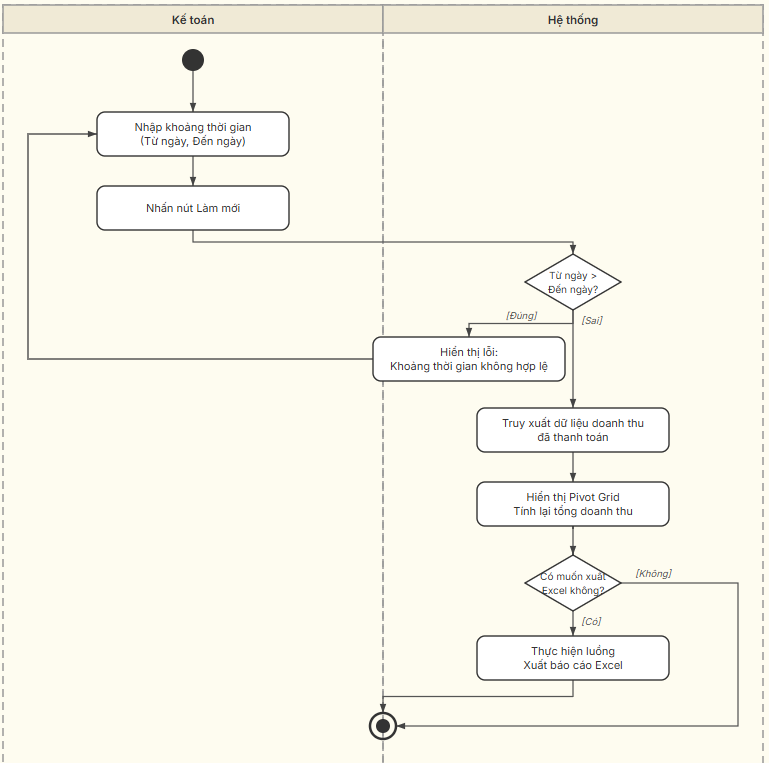 Kế toán
Hệ thống
Nhập khoảng thời gian
(Từ ngày, Đến ngày)
Nhấn nút Làm mới
Từ ngày >
Đến ngày?
[Đúng]
[Sai]
Hiển thị lỗi:
Khoảng thời gian không hợp lệ
Truy xuất dữ liệu doanh thu
đã thanh toán
Hiển thị Pivot Grid
Tính lại tổng doanh thu
Có muốn xuất
Excel không?
[Không]
[Có]
Thực hiện luồng
Xuất báo cáo Excel